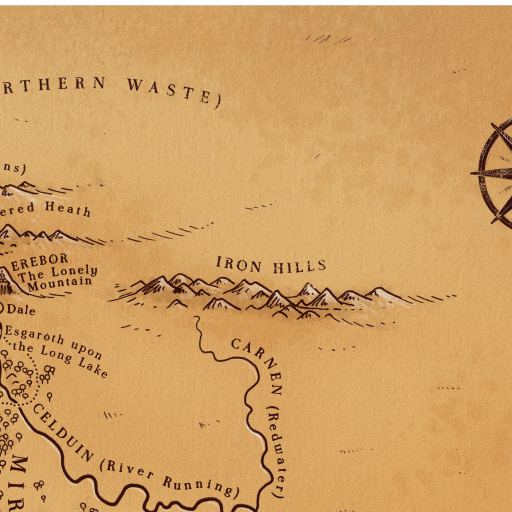 RTHERN WASTE)
ns)
ered Heath
EREBOR
The Lonely
Mountain
IRON HILLS
Dale
Esgaroth upon
the Long Lake
CARNEN (Redwater)
CELDUIN (River Running)
MIR